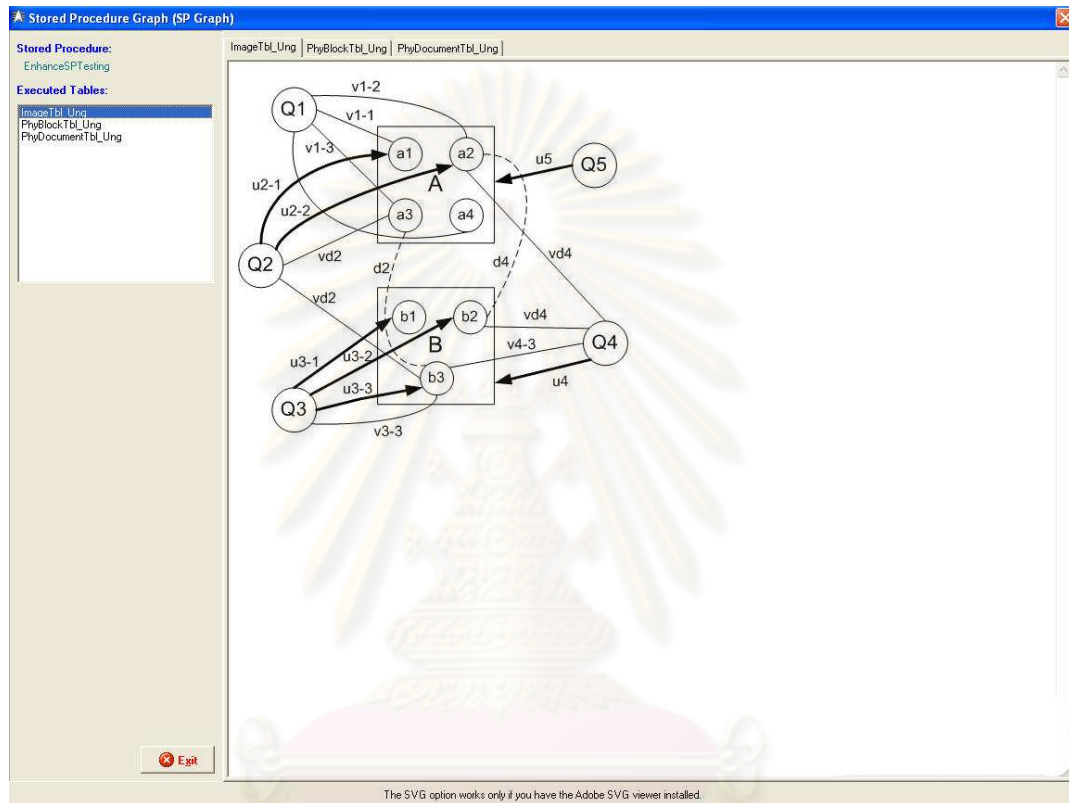 Stored Procedure Graph (SP Graph)
Stored Procedure:
EnhanceSPTesting
Executed Tables:
ImageTbl_Ung
PhyBlockTbl_Ung
PhyDocumentTbl_Ung
Exit
ImageTbl_Ung PhyBlockTbl_Ung PhyDocumentTbl_Ung
v1-2
Q1
v1-1
v1-3
a1
a2
u5
Q5
A
u2-1
u2-2
a3
a4
Q2
vd2
d2
d4
vd4
vd2
b1
b2
vd4
Q4
B
v4-3
u3-1
u3-2
b3
u4
u3-3
Q3
v3-3
The SVG option works only if you have the Adobe SVG viewer installed.